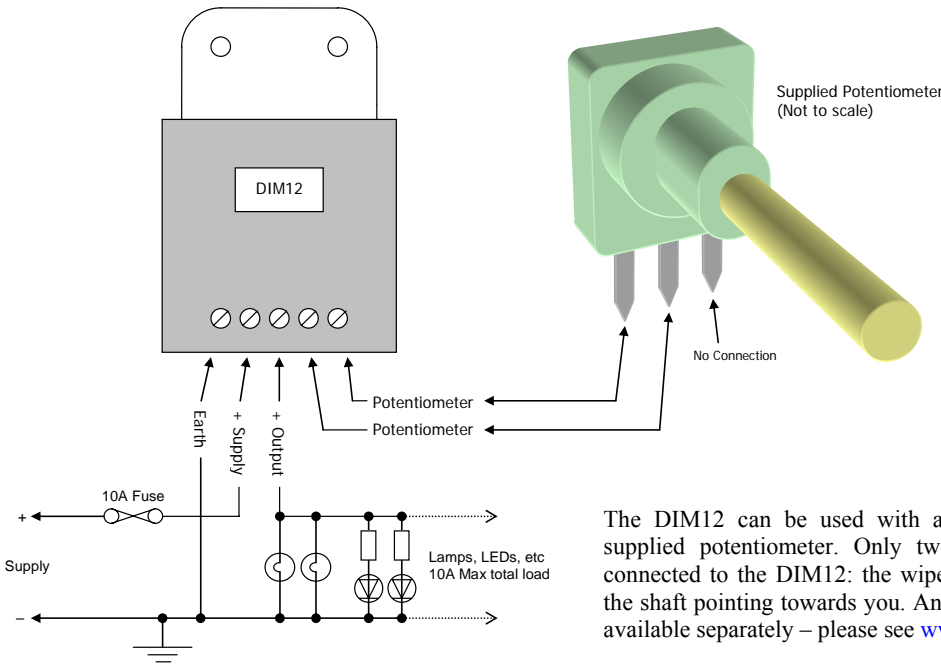 Supplied Potentiometer
(Not to scale)
DIM12
No Connection
Potentiometer
Potentiometer
Earth
+ Supply
+ Output
10A Fuse
+
Supply
–
Lamps, LEDs, etc
10A Max total load
The DIM12 can be used with a
supplied potentiometer. Only tw
connected to the DIM12: the wipe
the shaft pointing towards you. An
available separately – please see ww